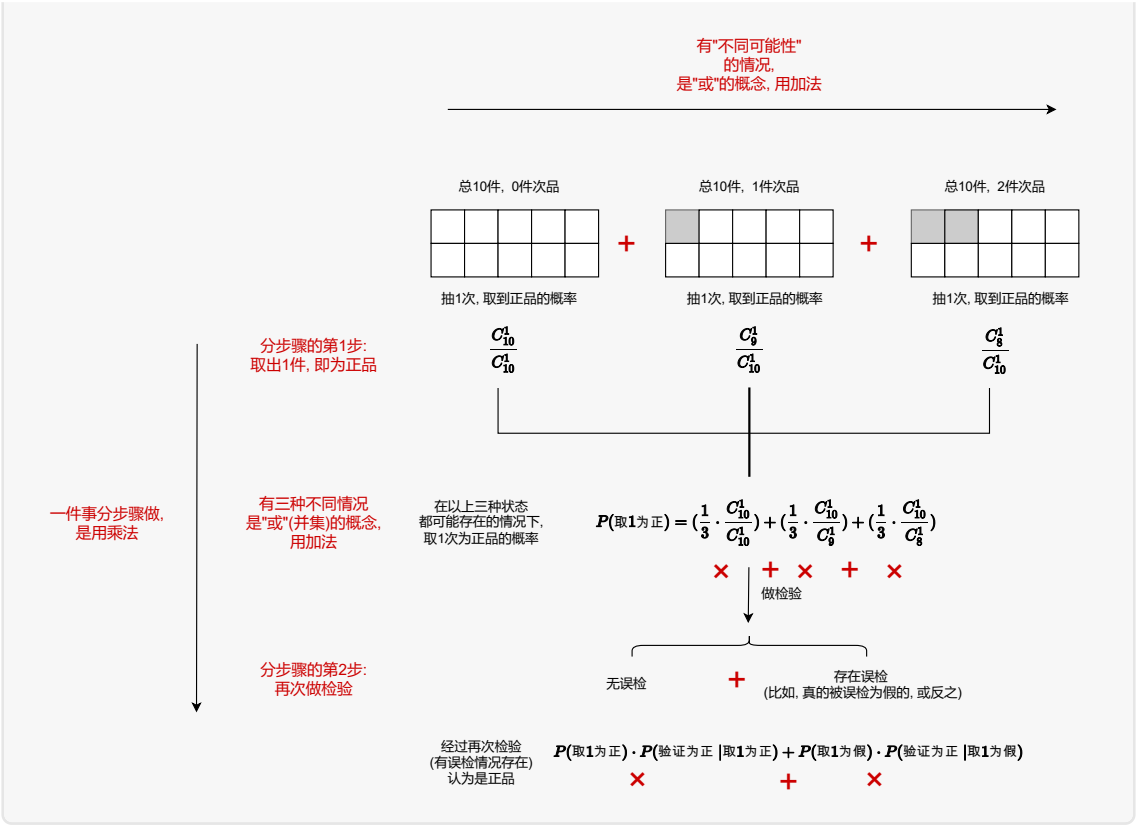 有"不同可能性"
的情况,
是"或"的概念, 用加法
总10件, 0件次品
总10件, 1件次品
总10件, 2件次品
+
+
抽1次, 取到正品的概率
抽1次, 取到正品的概率
抽1次, 取到正品的概率
分步骤的第1步:
取出1件, 即为正品
C¹₁₀/C¹₁₀
C¹₉/C¹₁₀
C¹₈/C¹₁₀
一件事分步骤做,
是用乘法
有三种不同情况
是"或"(并集)的概念,
用加法
在以上三种状态
都可能存在的情况下,
取1次为正品的概率
P(取1为正) = (1/3 · C¹₁₀/C¹₁₀) + (1/3 · C¹₁₀/C¹₉) + (1/3 · C¹₁₀/C¹₈)
× + × + ×
做检验
分步骤的第2步:
再次做检验
无误检
+
存在误检
(比如, 真的被误检为假的, 或反之)
经过再次检验
(有误检情况存在)
认为是正品
P(取1为正) · P(验证为正 |取1为正) + P(取1为假) · P(验证为正 |取1为假)
× + ×